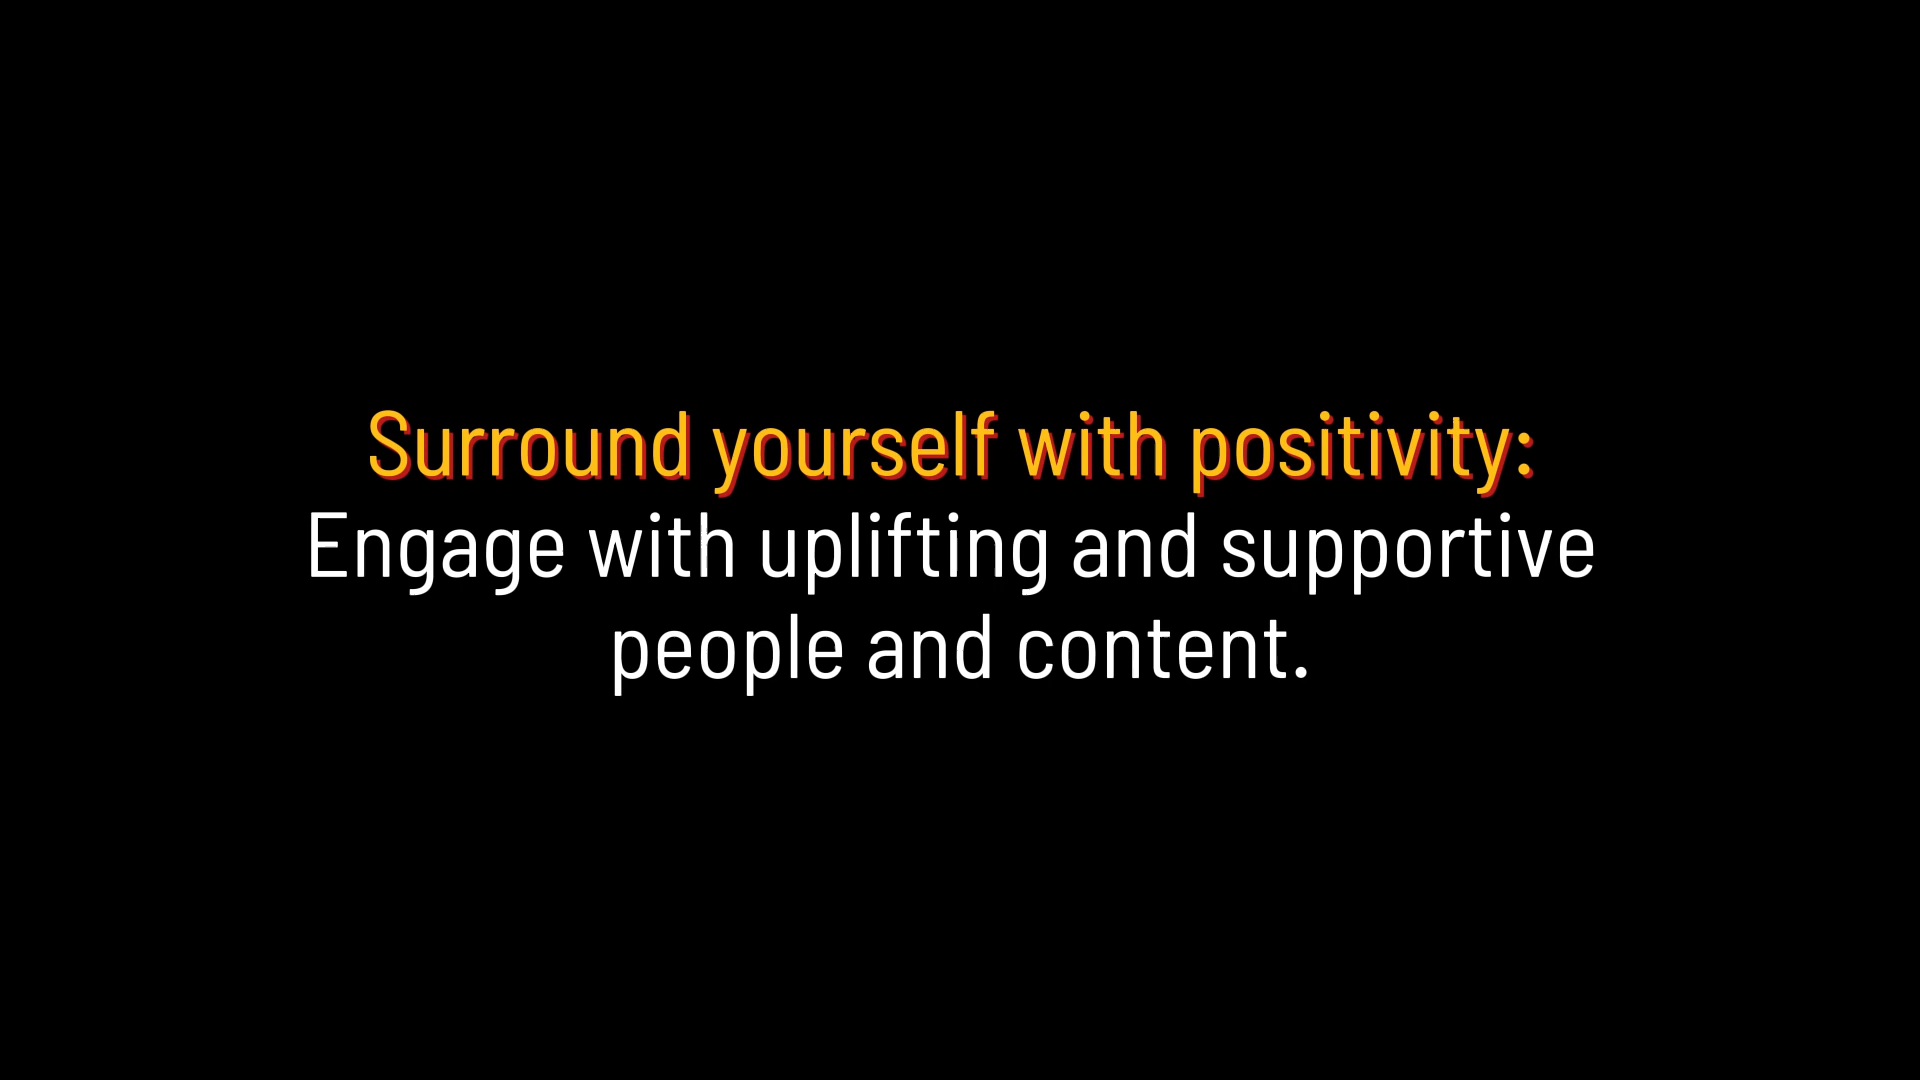 Surround yourself with positivity:
Engage with uplifting and supportive
people and content.